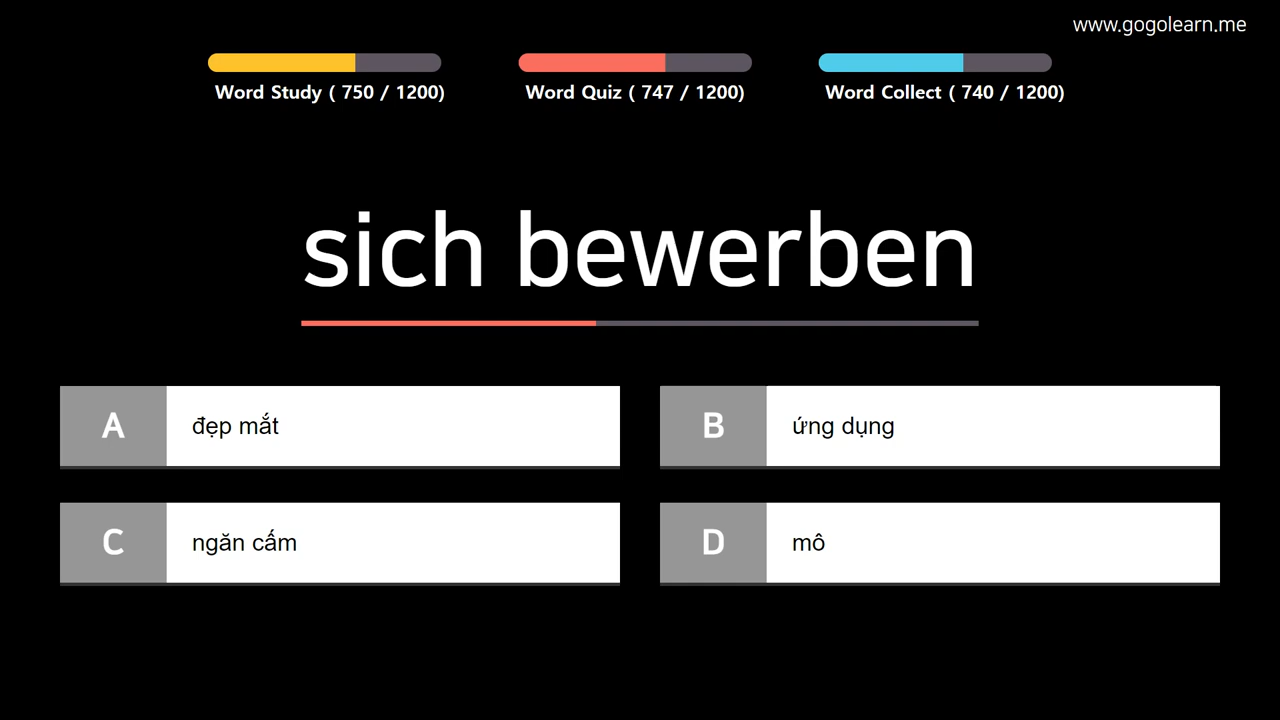 www.gogolearn.me
Word Study ( 750 / 1200)
Word Quiz ( 747 / 1200)
Word Collect ( 740 / 1200)
sich bewerben
A đẹp mắt
B ứng dụng
C ngăn cấm
D mô